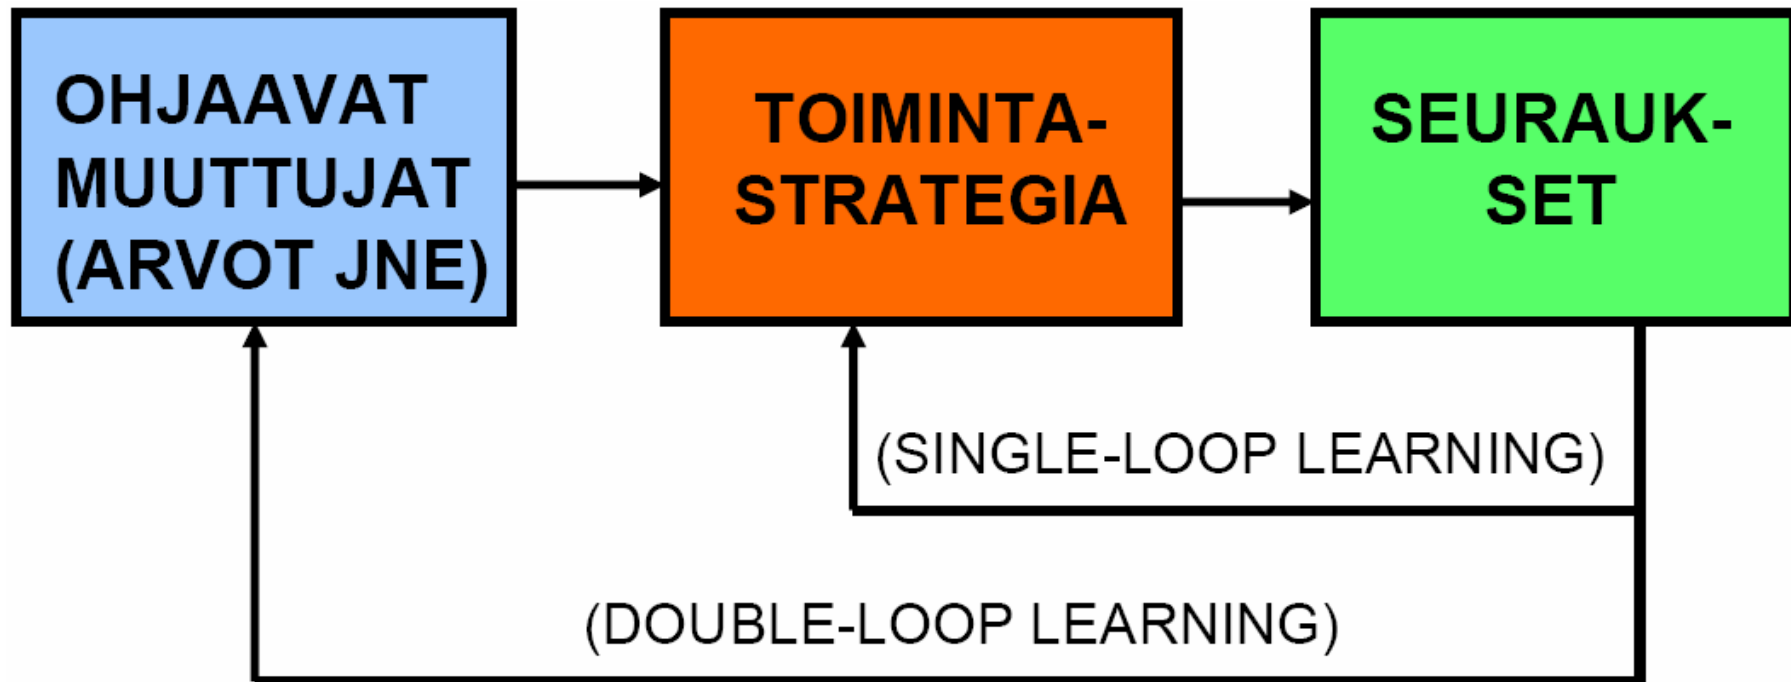 OHJAAVAT
MUUTTUJAT
(ARVOT JNE)
TOIMINTA-
STRATEGIA
SEURAUK-
SET
(SINGLE-LOOP LEARNING)
(DOUBLE-LOOP LEARNING)